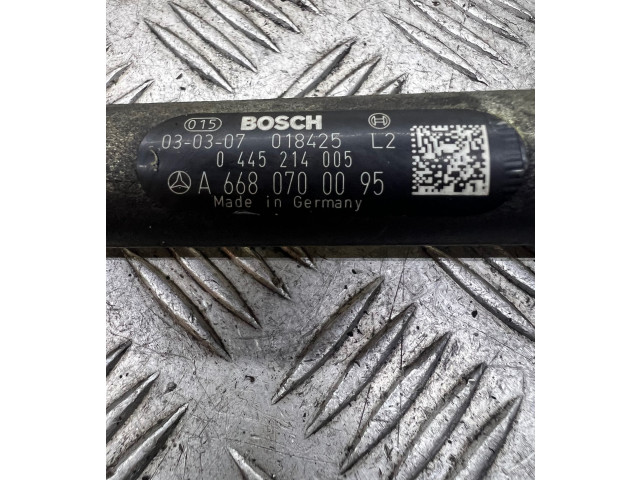 015 BOSCH
03-03-07 018425 L2
0 445 214 005
A 668 070 00 95
Made in Germany